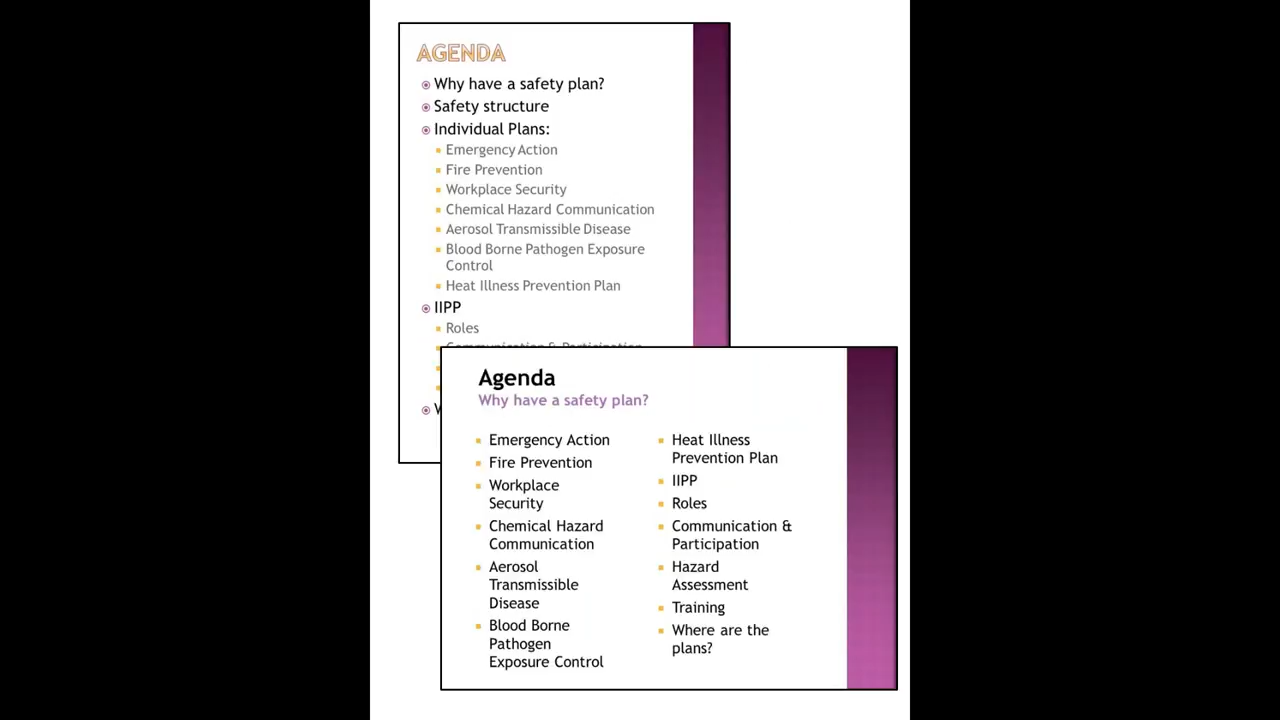 AGENDA
Why have a safety plan?
Safety structure
Individual Plans:
Emergency Action
Fire Prevention
Workplace Security
Chemical Hazard Communication
Aerosol Transmissible Disease
Blood Borne Pathogen Exposure
Control
Heat Illness Prevention Plan
IIPP
Roles
Communication & Participation
Agenda
Why have a safety plan?
Emergency Action
Fire Prevention
Workplace
Security
Chemical Hazard
Communication
Aerosol
Transmissible
Disease
Blood Borne
Pathogen
Exposure Control
Heat Illness
Prevention Plan
IIPP
Roles
Communication &
Participation
Hazard
Assessment
Training
Where are the
plans?